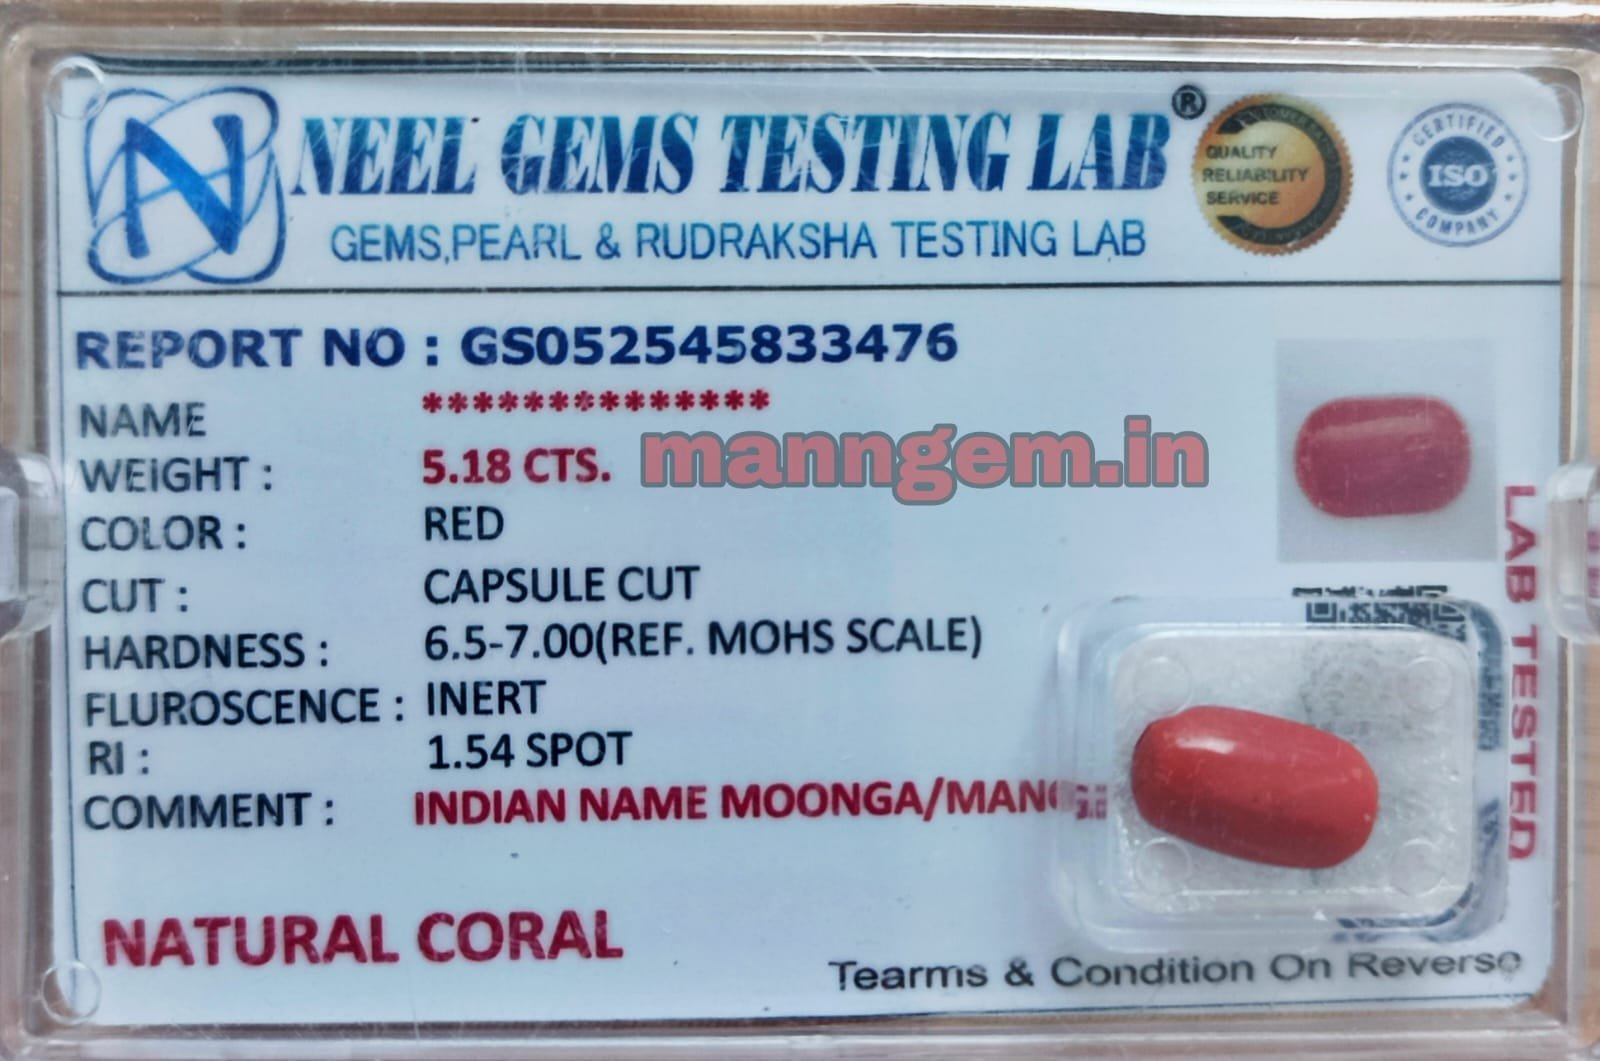 N
NEEL GEMS TESTING LAB®
GEMS,PEARL & RUDRAKSHA TESTING LAB
QUALITY
RELIABILITY
SERVICE
CERTIFIED
ISO
COMPANY
REPORT NO : GS052545833476
NAME **************
WEIGHT : 5.18 CTS.
manngem.in
COLOR : RED
CUT : CAPSULE CUT
HARDNESS : 6.5-7.00(REF. MOHS SCALE)
FLUROSCENCE : INERT
RI : 1.54 SPOT
COMMENT : INDIAN NAME MOONGA/
NATURAL CORAL
LAB TESTED
Tearms & Condition On Reverse